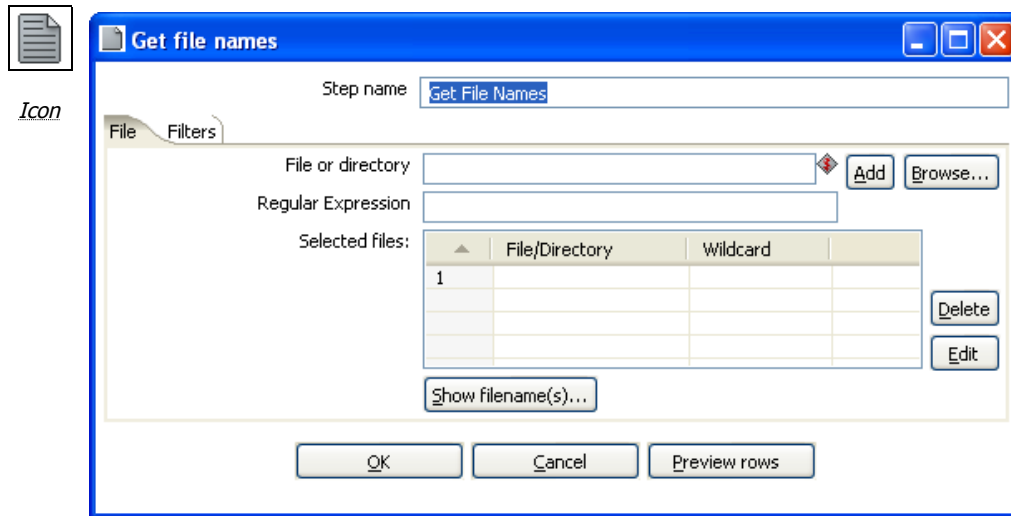 Get file names
Icon
Step name Get File Names
File Filters
File or directory Add Browse...
Regular Expression
Selected files: File/Directory Wildcard
1
Delete
Edit
Show filename(s)...
OK Cancel Preview rows